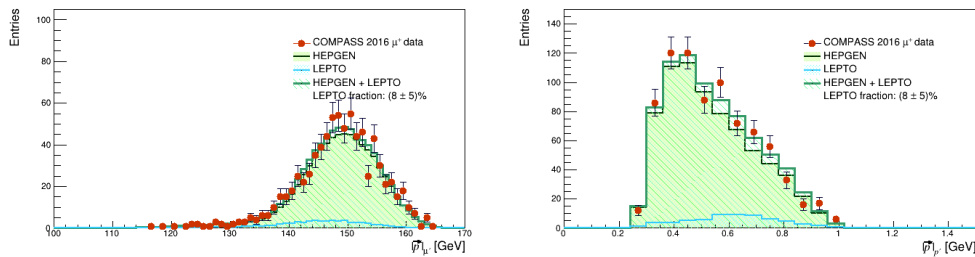 Entries
100
80
60
40
20
0
COMPASS 2016 μ⁺ data
HEPGEN
LEPTO
HEPGEN + LEPTO
LEPTO fraction: (8 ± 5)%
100 110 120 130 140 150 160 170
|p⃗|μ' [GeV]
Entries
140
120
100
80
60
40
20
0
COMPASS 2016 μ⁺ data
HEPGEN
LEPTO
HEPGEN + LEPTO
LEPTO fraction: (8 ± 5)%
0 0.2 0.4 0.6 0.8 1 1.2 1.4
|p⃗|p' [GeV]